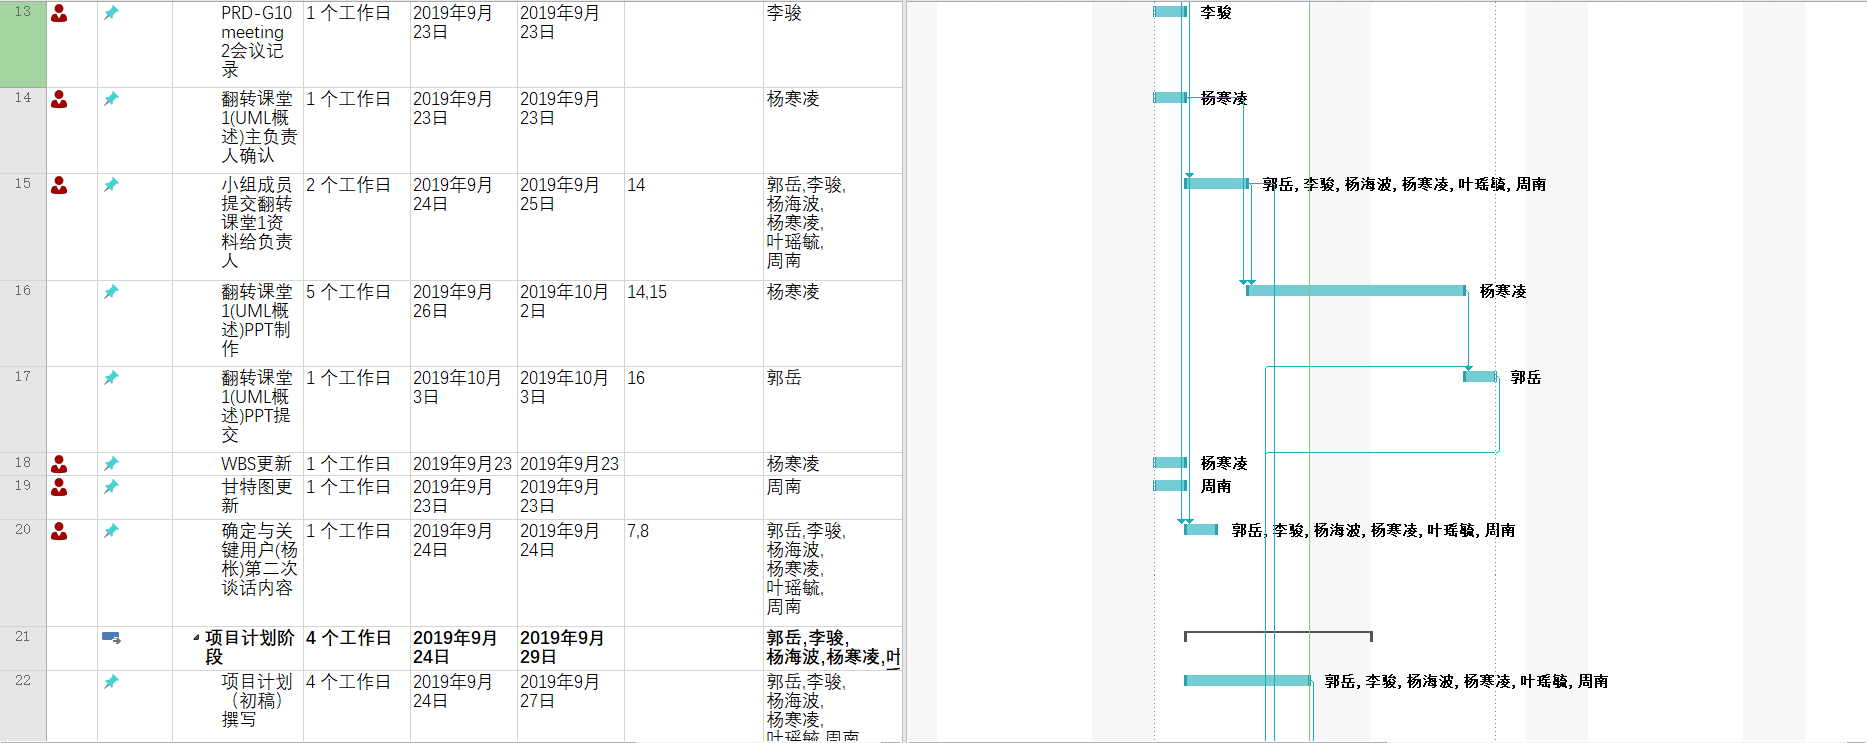 13 PRD-G10 1 个工作日 2019年9月 2019年9月 李骏 李骏
meeting 23日 23日
2会议记
录
14 翻转课堂 1 个工作日 2019年9月 2019年9月 杨寒凌 杨寒凌
1(UML概 23日 23日
述)主负责
人确认
15 小组成员 2 个工作日 2019年9月 2019年9月 14 郭岳,李骏, 郭岳, 李骏, 杨海波, 杨寒凌, 叶瑶毓, 周南
提交翻转 24日 25日 杨海波,
课堂1资 杨寒凌,
料给负责 叶瑶毓,
人 周南
16 翻转课堂 5 个工作日 2019年9月 2019年10月 14,15 杨寒凌 杨寒凌
1(UML概 26日 2日
述)PPT制
作
17 翻转课堂 1 个工作日 2019年10月 2019年10月 16 郭岳 郭岳
1(UML概 3日 3日
述)PPT提
交
18 WBS更新 1 个工作日 2019年9月23 2019年9月23 杨寒凌 杨寒凌
19 甘特图更 1 个工作日 2019年9月 2019年9月 周南 周南
新 23日 23日
20 确定与关 1 个工作日 2019年9月 2019年9月 7,8 郭岳,李骏, 郭岳, 李骏, 杨海波, 杨寒凌, 叶瑶毓, 周南
键用户(杨 24日 24日 杨海波,
枨)第二次 杨寒凌,
谈话内容 叶瑶毓,
周南
21 项目计划阶 4 个工作日 2019年9月 2019年9月 郭岳,李骏,
段 24日 29日 杨海波,杨寒凌,叶
22 项目计划 4 个工作日 2019年9月 2019年9月 郭岳,李骏, 郭岳, 李骏, 杨海波, 杨寒凌, 叶瑶毓, 周南
（初稿） 24日 27日 杨海波,
撰写 杨寒凌,
叶瑶毓,周南